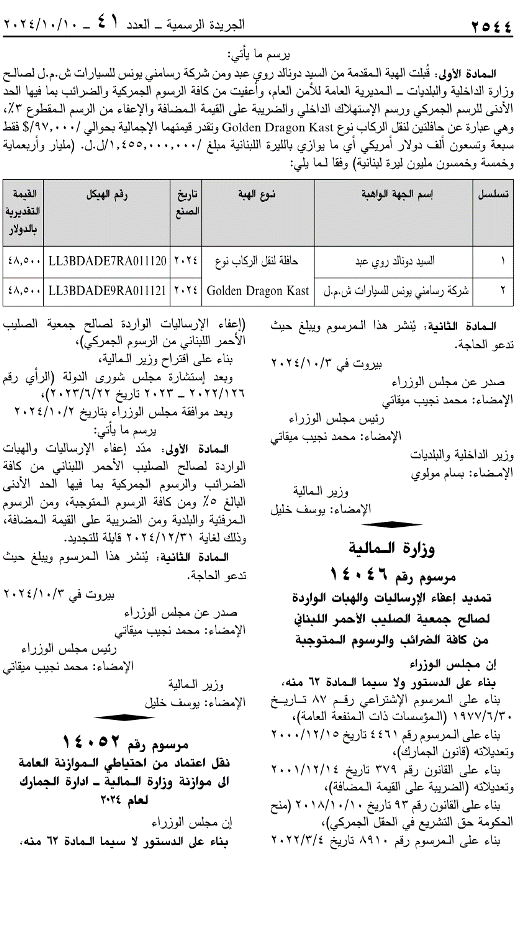 ٢٥٤٤
الجريدة الرسمية ــ العدد ٤١ ــ ٢٠٢٤/١٠/١٠
يرسم ما يأتي:
المادة الأولى: قُبلت الهبة المقدمة من السيد دونالد روي عبد ومن شركة رسامني يونس للسيارات ش.م.ل لصالح
وزارة الداخلية والبلديات ــ المديرية العامة للأمن العام، وأعفيت من كافة الرسوم الجمركية والضرائب بما فيها الحد
الأدنى للرسم الجمركي ورسم الإستهلاك الداخلي والضريبة على القيمة المضافة والإعفاء من الرسم المقطوع ٣٪،
وهي عبارة عن حافلتين لنقل الركاب نوع Golden Dragon Kast وتقدر قيمتهما الإجمالية بحوالي /٩٧,٠٠٠/$ فقط
سبعة وتسعون ألف دولار أمريكي أي ما يوازي بالليرة اللبنانية مبلغ /١,٤٥٥,٠٠٠,٠٠٠/ل.ل. (مليار وأربعماية
وخمسة وخمسون مليون ليرة لبنانية) وفقا لما يلي:
تسلسل | إسم الجهة الواهبة | نوع الهبة | تاريخ الصنع | رقم الهيكل | القيمة التقديرية بالدولار
١ | السيد دونالد روي عبد | حافلة لنقل الركاب نوع | ٢٠٢٤ | LL3BDADE7RA011120 | ٤٨,٥٠٠
٢ | شركة رسامني يونس للسيارات ش.م.ل | Golden Dragon Kast | ٢٠٢٤ | LL3BDADE9RA011121 | ٤٨,٥٠٠
المادة الثانية: يُنشر هذا المرسوم ويبلغ حيث
تدعو الحاجة.
بيروت في ٢٠٢٤/١٠/٣
صدر عن مجلس الوزراء
الإمضاء: محمد نجيب ميقاتي
رئيس مجلس الوزراء
الإمضاء: محمد نجيب ميقاتي
وزير الداخلية والبلديات
الإمضاء: بسام مولوي
وزير المالية
الإمضاء: يوسف خليل
وزارة المالية
مرسوم رقم ١٤٠٤٦
تمديد إعفاء الإرساليات والهبات الواردة
لصالح جمعية الصليب الأحمر اللبناني
من كافة الضرائب والرسوم المتوجبة
إن مجلس الوزراء
بناء على الدستور ولا سيما المادة ٦٢ منه،
بناء على المرسوم الإشتراعي رقم ٨٧ تاريخ
١٩٧٧/٦/٣٠ (المؤسسات ذات المنفعة العامة)،
بناء على المرسوم رقم ٤٤٦١ تاريخ ٢٠٠٠/١٢/١٥
وتعديلاته (قانون الجمارك)،
بناء على القانون رقم ٣٧٩ تاريخ ٢٠٠١/١٢/١٤
وتعديلاته (الضريبة على القيمة المضافة)،
بناء على القانون رقم ٩٣ تاريخ ٢٠١٨/١٠/١٠ (منح
الحكومة حق التشريع في الحقل الجمركي)،
بناء على المرسوم رقم ٨٩١٠ تاريخ ٢٠٢٢/٣/٤
(إعفاء الإرساليات الواردة لصالح جمعية الصليب
الأحمر اللبناني من الرسوم الجمركي)،
بناء على اقتراح وزير المالية،
وبعد إستشارة مجلس شورى الدولة (الرأي رقم
٢٠٢٢/١٢٦ ــ ٢٠٢٣ تاريخ ٢٠٢٣/٦/٢٢)،
وبعد موافقة مجلس الوزراء بتاريخ ٢٠٢٤/١٠/٢
يرسم ما يأتي:
المادة الأولى: مدّد إعفاء الإرساليات والهبات
الواردة لصالح الصليب الأحمر اللبناني من كافة
الضرائب والرسوم الجمركية بما فيها الحد الأدنى
البالغ ٥٪ ومن كافة الرسوم المتوجبة، ومن الرسوم
المرفئية والبلدية ومن الضريبة على القيمة المضافة،
وذلك لغاية ٢٠٢٤/١٢/٣١ قابلة للتجديد.
المادة الثانية: يُنشر هذا المرسوم ويبلغ حيث
تدعو الحاجة.
بيروت في ٢٠٢٤/١٠/٣
صدر عن مجلس الوزراء
الإمضاء: محمد نجيب ميقاتي
رئيس مجلس الوزراء
الإمضاء: محمد نجيب ميقاتي
وزير المالية
الإمضاء: يوسف خليل
مرسوم رقم ١٤٠٥٢
نقل اعتماد من احتياطي الموازنة العامة
الى موازنة وزارة المالية ــ ادارة الجمارك
لعام ٢٠٢٤
إن مجلس الوزراء
بناء على الدستور ولا سيما المادة ٦٢ منه،